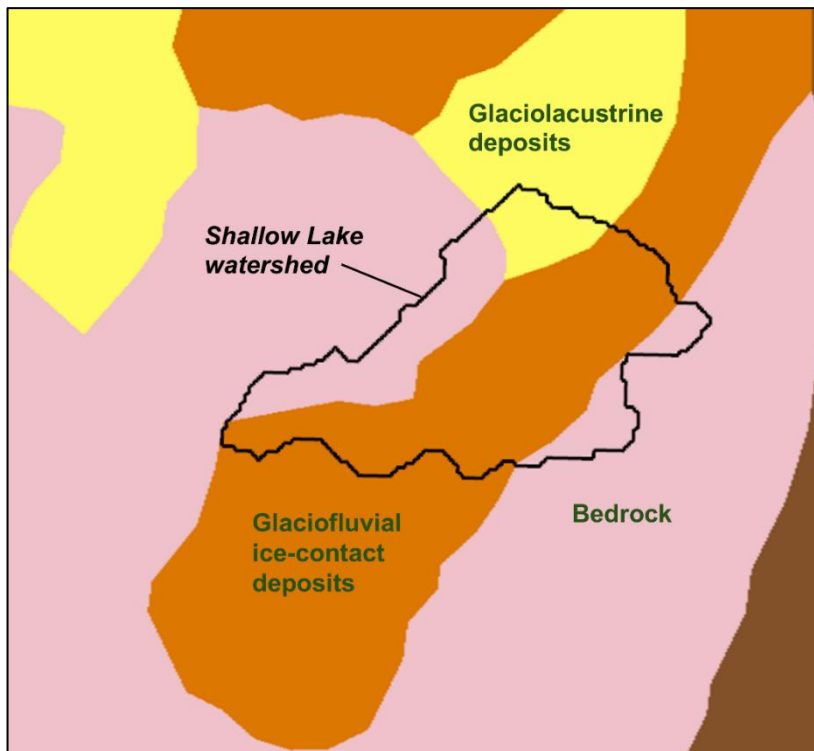 Glaciolacustrine
deposits
Shallow Lake
watershed
Glaciofluvial
ice-contact
deposits
Bedrock